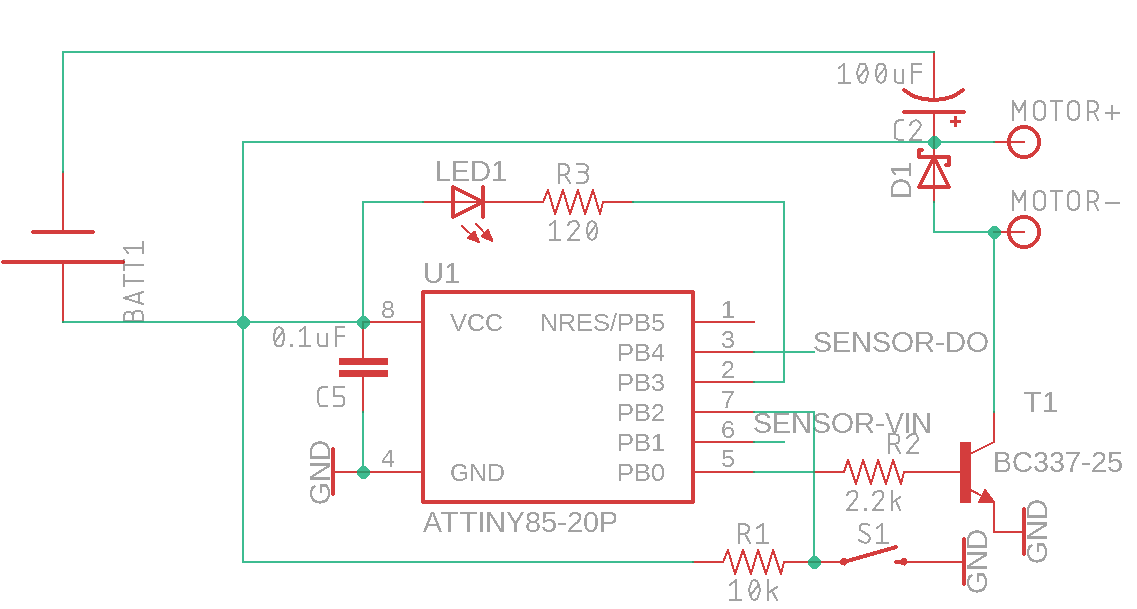 100uF
MOTOR+
C2
LED1
R3
D1
120
MOTOR-
BATT1
U1
8
VCC
NRES/PB5
1
0.1uF
PB4
3
SENSOR-DO
PB3
2
C5
PB2
7
T1
SENSOR-VIN
PB1
6
R2
GND
4
GND
PB0
5
BC337-25
2.2k
ATTINY85-20P
GND
R1
S1
GND
10k
+